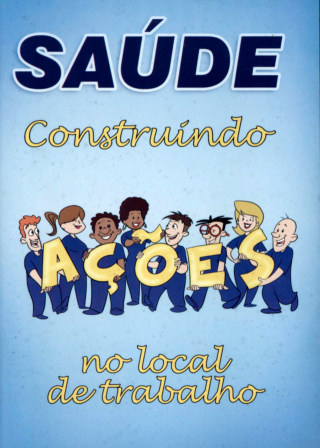 SAÚDE
Construindo
AÇÕES
no local
de trabalho